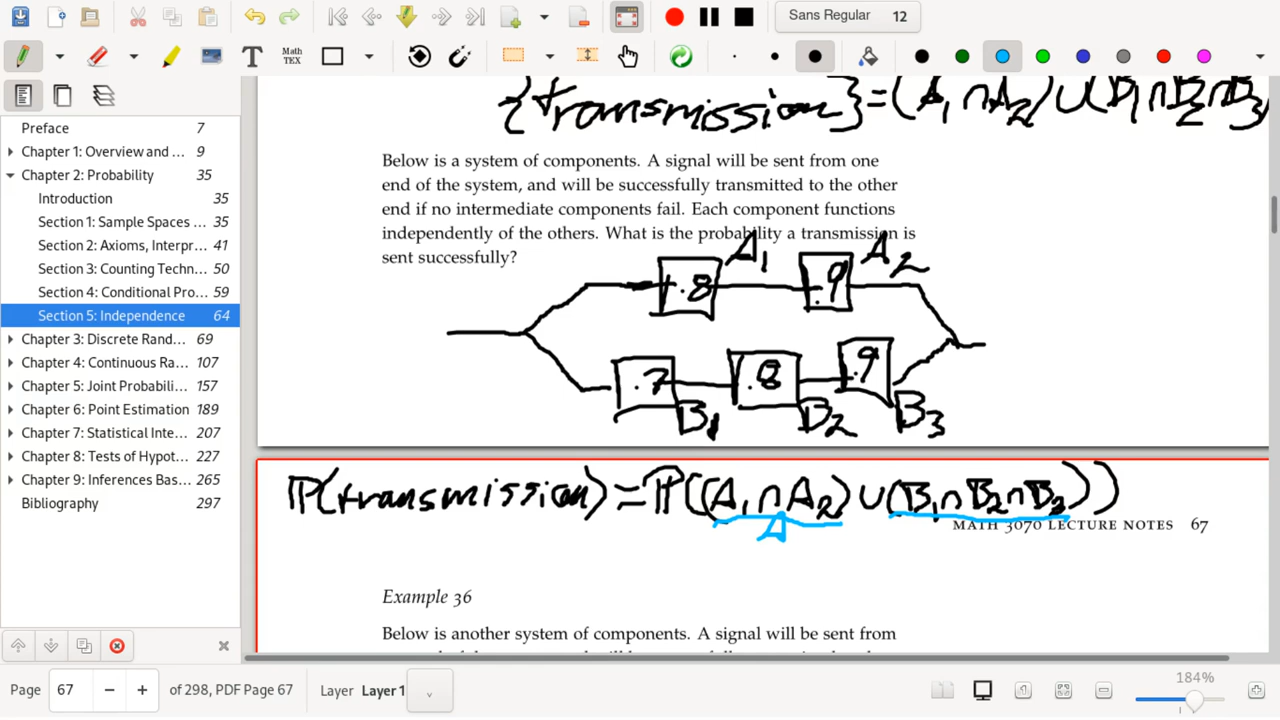 Sans Regular 12
T Math TEX
Preface 7
Chapter 1: Overview and ... 9
Chapter 2: Probability 35
Introduction 35
Section 1: Sample Spaces ... 35
Section 2: Axioms, Interpr... 41
Section 3: Counting Techn... 50
Section 4: Conditional Pro... 59
Section 5: Independence 64
Chapter 3: Discrete Rand... 69
Chapter 4: Continuous Ra... 107
Chapter 5: Joint Probabili... 157
Chapter 6: Point Estimation 189
Chapter 7: Statistical Inte... 207
Chapter 8: Tests of Hypot... 227
Chapter 9: Inferences Bas... 265
Bibliography 297
{transmission}=(A₁∩A₂)∪(B₁∩B₂∩B₃)
Below is a system of components. A signal will be sent from one
end of the system, and will be successfully transmitted to the other
end if no intermediate components fail. Each component functions
independently of the others. What is the probability a transmission is
sent successfully?
A₁ A₂
.8 .9
.7 .8 .9
B₁ B₂ B₃
ℙ(transmission)=ℙ((A₁∩A₂)∪(B₁∩B₂∩B₃))
A
MATH 3070 LECTURE NOTES 67
Example 36
Below is another system of components. A signal will be sent from
Page 67 of 298, PDF Page 67 Layer Layer 1
184%